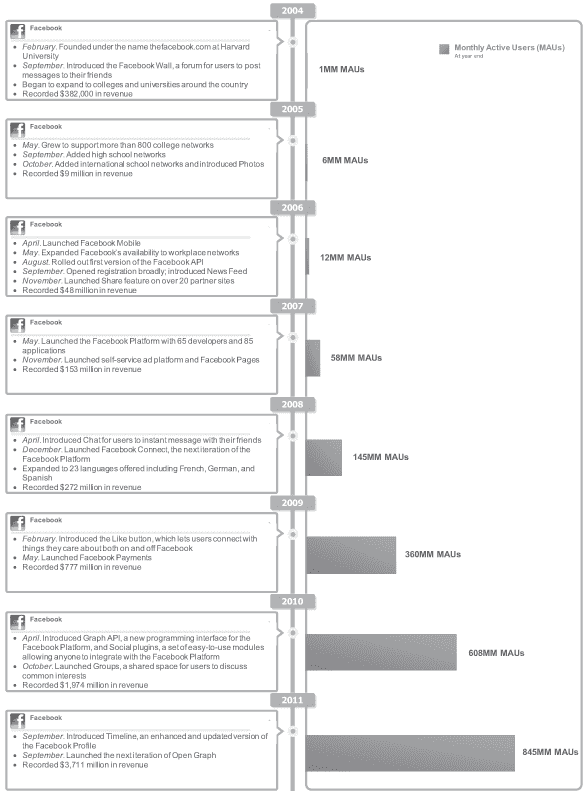 2004
Facebook
February. Founded under the name thefacebook.com at Harvard
University
September. Introduced the Facebook Wall, a forum for users to post
messages to their friends
Began to expand to colleges and universities around the country
Recorded $382,000 in revenue
Monthly Active Users (MAUs)
At year end
1MM MAUs
2005
Facebook
May. Grew to support more than 800 college networks
September. Added high school networks
October. Added international school networks and introduced Photos
Recorded $9 million in revenue
6MM MAUs
2006
Facebook
April. Launched Facebook Mobile
May. Expanded Facebook's availability to workplace networks
August. Rolled out first version of the Facebook API
September. Opened registration broadly; introduced News Feed
November. Launched Share feature on over 20 partner sites
Recorded $48 million in revenue
12MM MAUs
2007
Facebook
May. Launched the Facebook Platform with 65 developers and 85
applications
November. Launched self-service ad platform and Facebook Pages
Recorded $153 million in revenue
58MM MAUs
2008
Facebook
April. Introduced Chat for users to instant message with their friends
December. Launched Facebook Connect, the next iteration of the
Facebook Platform
Expanded to 23 languages offered including French, German, and
Spanish
Recorded $272 million in revenue
145MM MAUs
2009
Facebook
February. Introduced the Like button, which lets users connect with
things they care about both on and off Facebook
May. Launched Facebook Payments
Recorded $777 million in revenue
360MM MAUs
2010
Facebook
April. Introduced Graph API, a new programming interface for the
Facebook Platform, and Social plugins, a set of easy-to-use modules
allowing anyone to integrate with the Facebook Platform
October. Launched Groups, a shared space for users to discuss
common interests
Recorded $1,974 million in revenue
608MM MAUs
2011
Facebook
September. Introduced Timeline, an enhanced and updated version of
the Facebook Profile
September. Launched the next iteration of Open Graph
Recorded $3,711 million in revenue
845MM MAUs